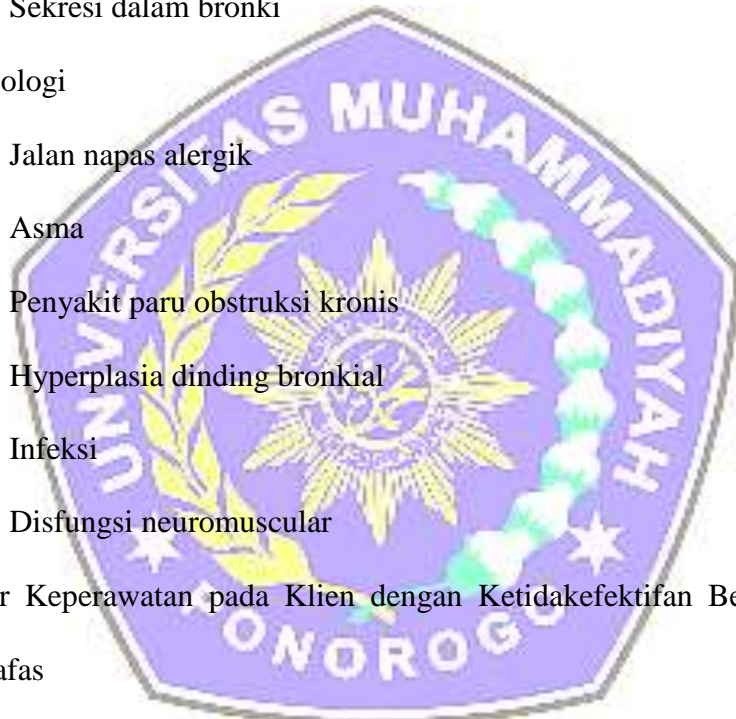 Sekresi dalam bronki
ologi
Jalan napas alergik
Asma
Penyakit paru obstruksi kronis
Hyperplasia dinding bronkial
Infeksi
Disfungsi neuromuscular
r Keperawatan pada Klien dengan Ketidakefektifan Be
afas
UNIVERSITAS MUHAMMADIYAH
PONOROGO